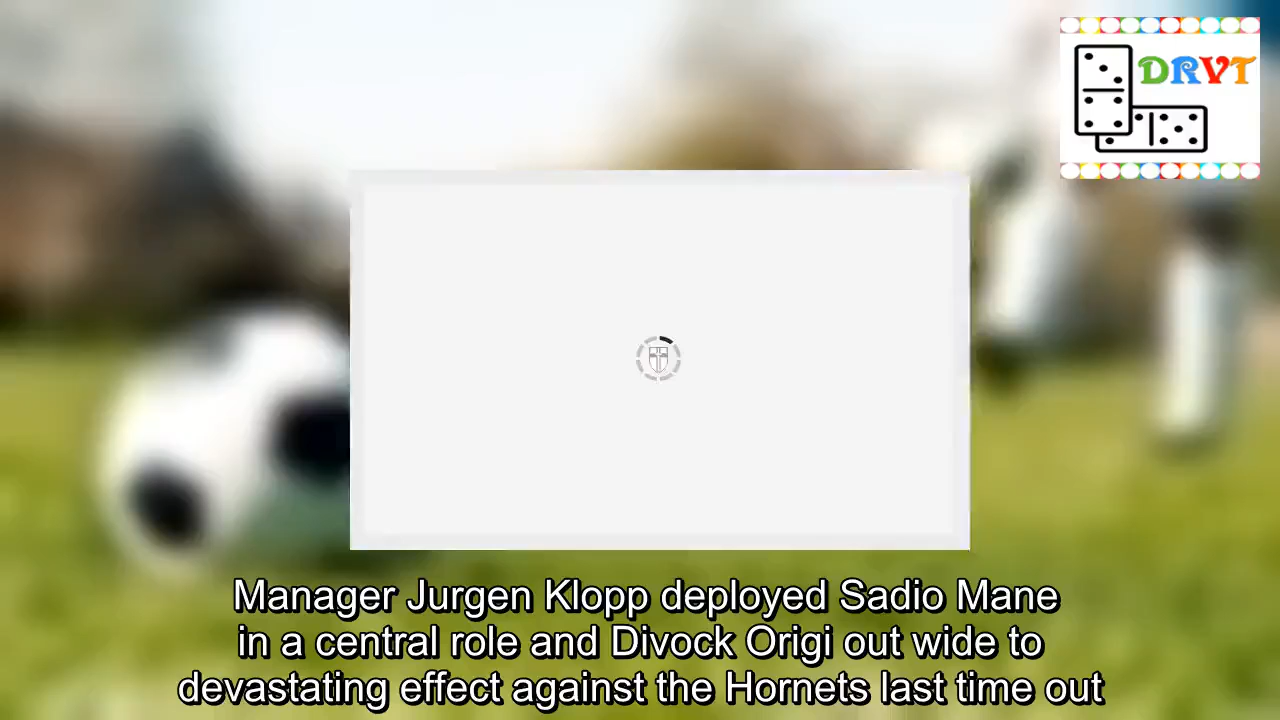 DRVT
Manager Jurgen Klopp deployed Sadio Mane
in a central role and Divock Origi out wide to
devastating effect against the Hornets last time out